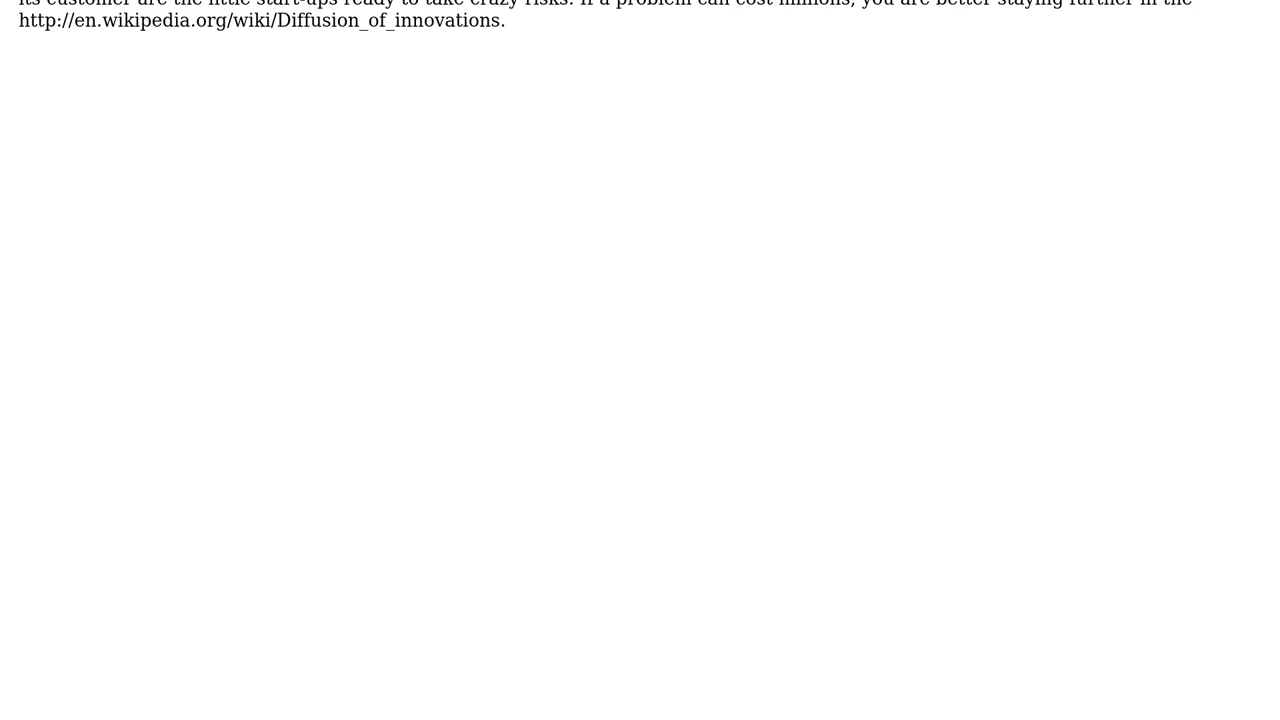 its customer are the little start-ups ready to take crazy risks. If a problem can cost millions, you are better staying further in the
http://en.wikipedia.org/wiki/Diffusion_of_innovations.